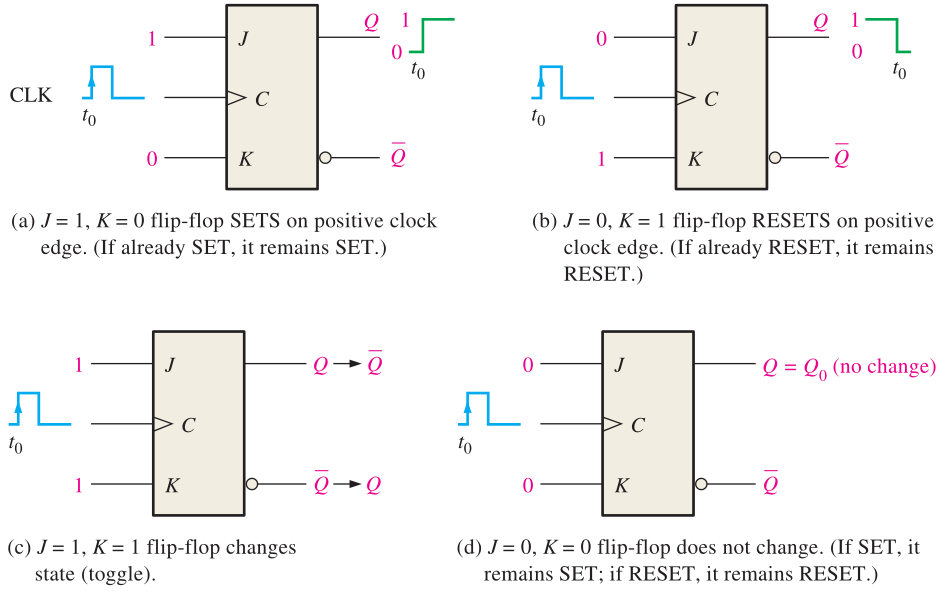 1 J Q 1 0 t0
CLK t0 C
0 K Q̅
(a) J = 1, K = 0 flip-flop SETS on positive clock
edge. (If already SET, it remains SET.)
0 J Q 1 0 t0
t0 C
1 K Q̅
(b) J = 0, K = 1 flip-flop RESETS on positive
clock edge. (If already RESET, it remains
RESET.)
1 J Q → Q̅
t0 C
1 K Q̅ → Q
(c) J = 1, K = 1 flip-flop changes
state (toggle).
0 J Q = Q0 (no change)
t0 C
0 K Q̅
(d) J = 0, K = 0 flip-flop does not change. (If SET, it
remains SET; if RESET, it remains RESET.)